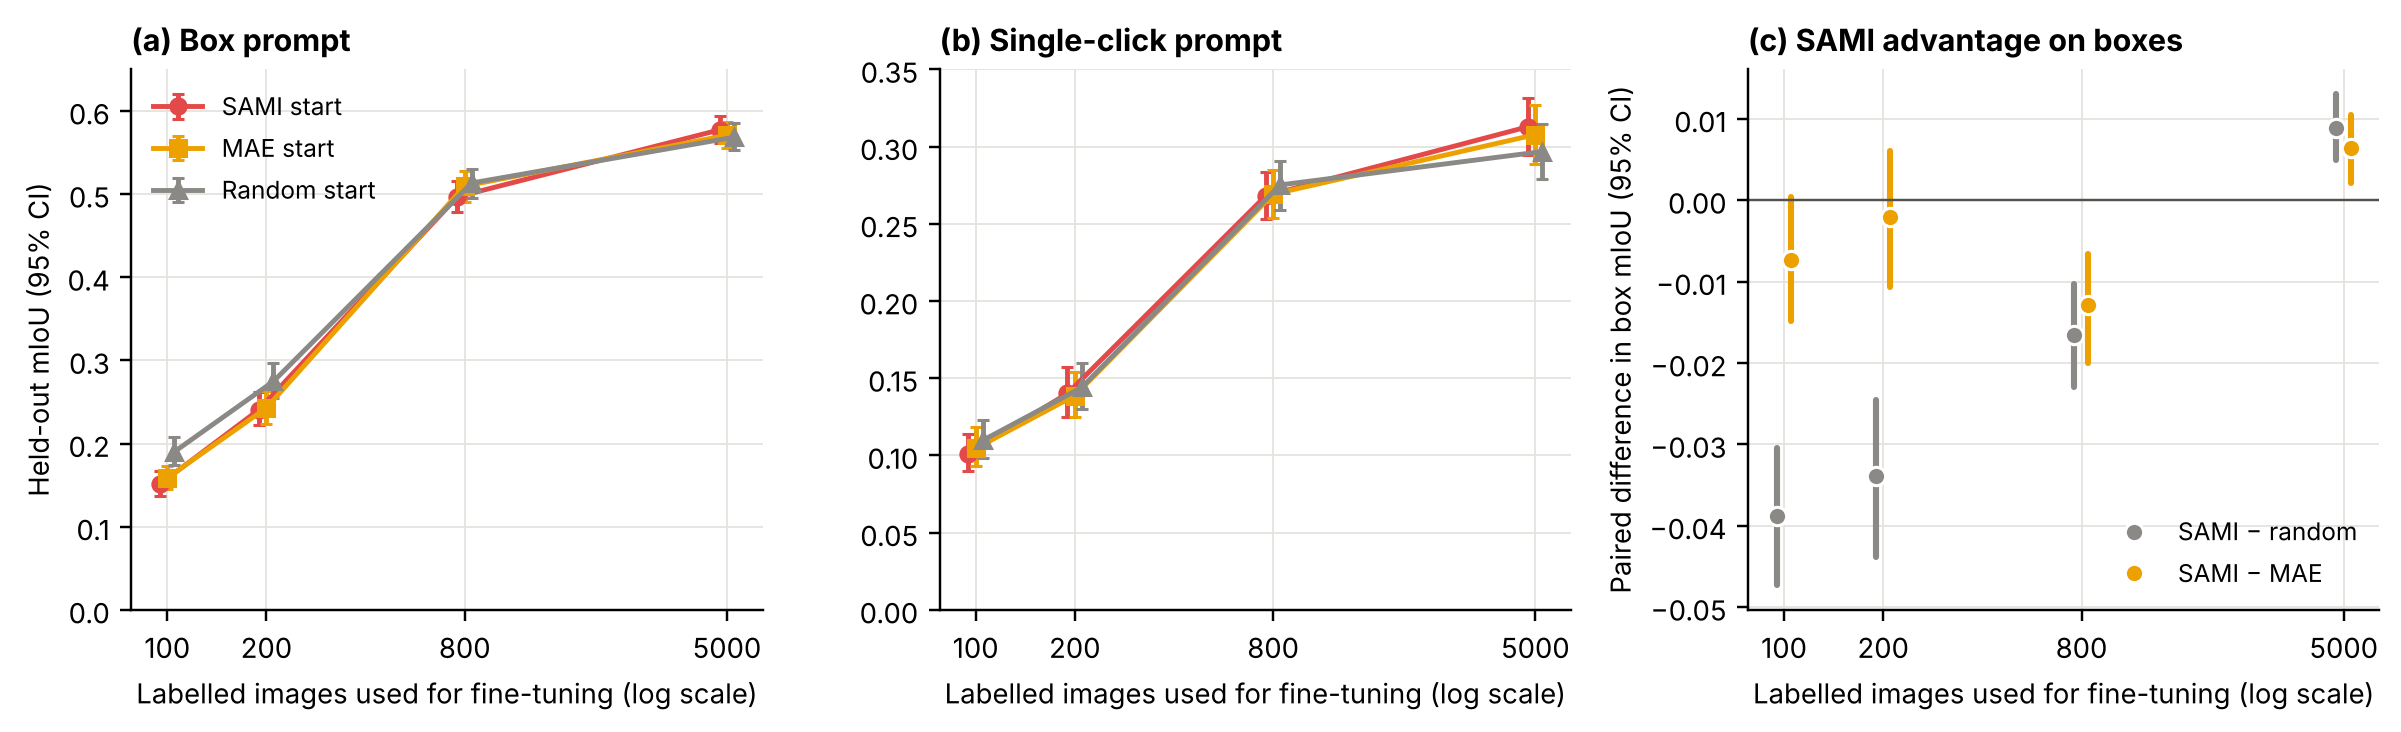 (a) Box prompt
Held-out mIoU (95% CI)
0.6
0.5
0.4
0.3
0.2
0.1
0.0
SAMI start
MAE start
Random start
100 200 800 5000
Labelled images used for fine-tuning (log scale)
(b) Single-click prompt
0.35
0.30
0.25
0.20
0.15
0.10
0.05
0.00
100 200 800 5000
Labelled images used for fine-tuning (log scale)
(c) SAMI advantage on boxes
Paired difference in box mIoU (95% CI)
0.01
0.00
−0.01
−0.02
−0.03
−0.04
−0.05
SAMI − random
SAMI − MAE
100 200 800 5000
Labelled images used for fine-tuning (log scale)